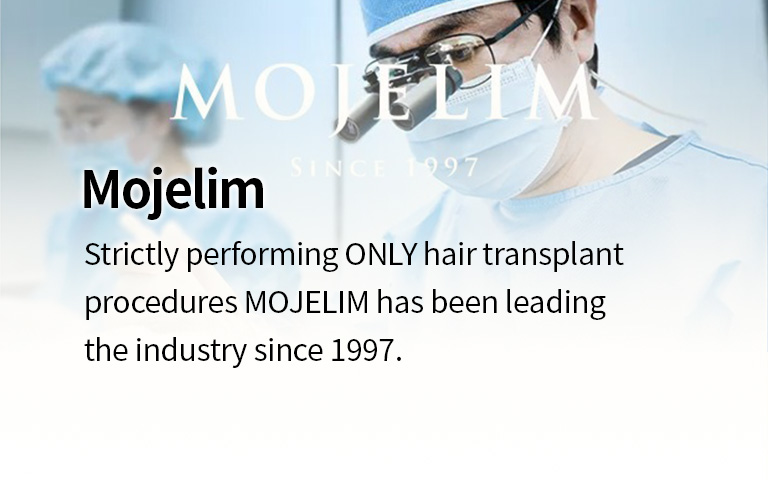 MOJELIM
SINCE 1997
Mojelim
Strictly performing ONLY hair transplant
procedures MOJELIM has been leading
the industry since 1997.